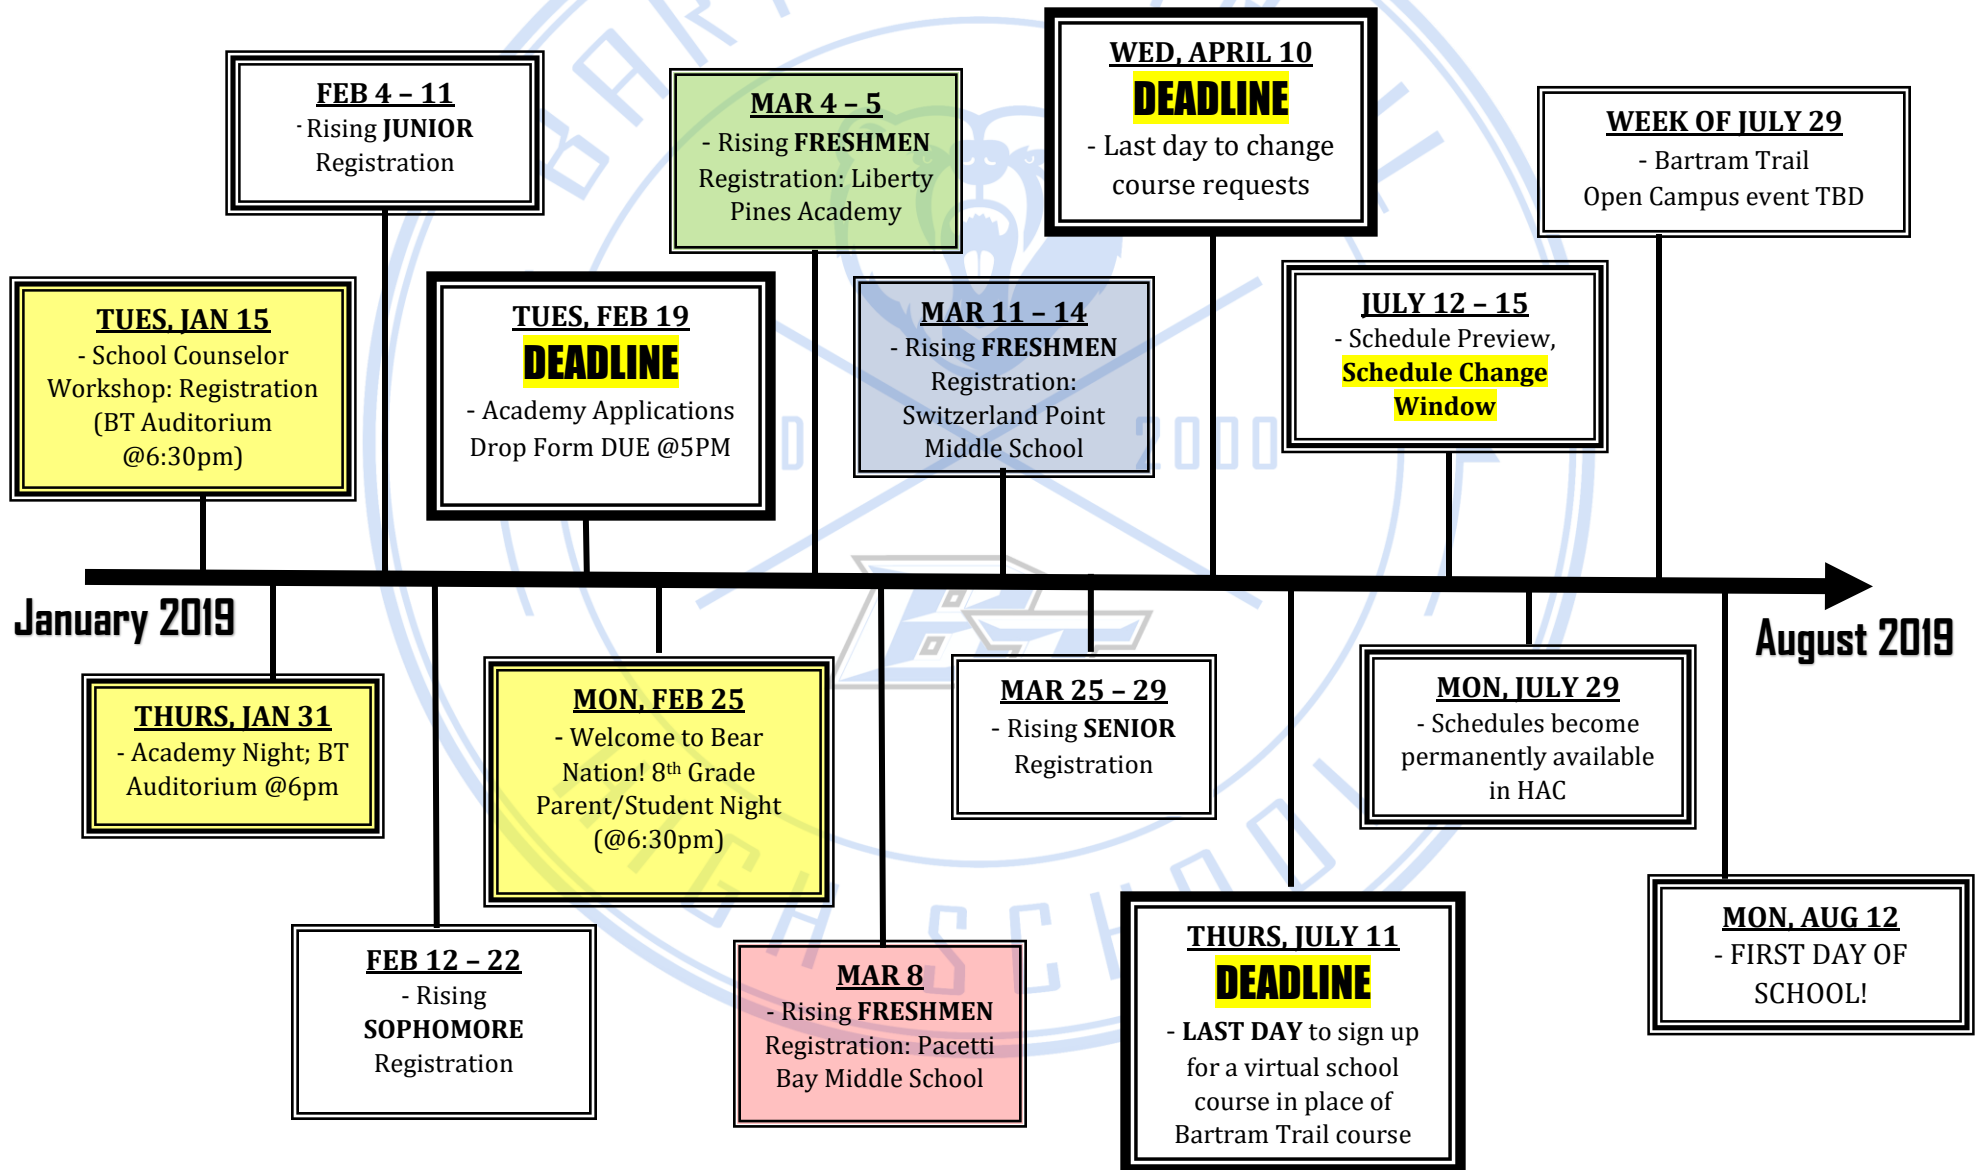 FEB 4 – 11
- Rising JUNIOR
Registration
MAR 4 – 5
- Rising FRESHMEN
Registration: Liberty
Pines Academy
WED, APRIL 10
DEADLINE
- Last day to change
course requests
WEEK OF JULY 29
- Bartram Trail
Open Campus event TBD
TUES, JAN 15
- School Counselor
Workshop: Registration
(BT Auditorium
@6:30pm)
TUES, FEB 19
DEADLINE
- Academy Applications
Drop Form DUE @5PM
MAR 11 – 14
- Rising FRESHMEN
Registration:
Switzerland Point
Middle School
JULY 12 – 15
- Schedule Preview,
Schedule Change
Window
2000
January 2019
August 2019
THURS, JAN 31
- Academy Night; BT
Auditorium @6pm
MON, FEB 25
- Welcome to Bear
Nation! 8th Grade
Parent/Student Night
(@6:30pm)
BT
MAR 25 – 29
- Rising SENIOR
Registration
MON, JULY 29
- Schedules become
permanently available
in HAC
FEB 12 – 22
- Rising
SOPHOMORE
Registration
MAR 8
- Rising FRESHMEN
Registration: Pacetti
Bay Middle School
THURS, JULY 11
DEADLINE
- LAST DAY to sign up
for a virtual school
course in place of
Bartram Trail course
MON, AUG 12
- FIRST DAY OF
SCHOOL!
HIGH SCHOOL